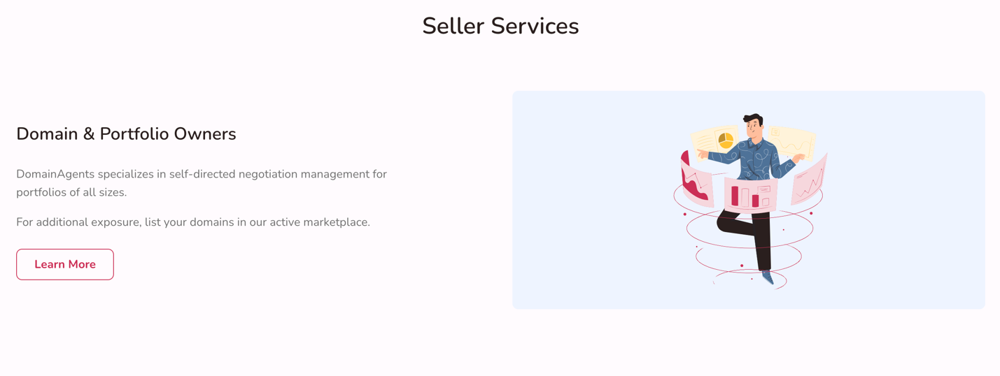 Seller Services
Domain & Portfolio Owners
DomainAgents specializes in self-directed negotiation management for
portfolios of all sizes.
For additional exposure, list your domains in our active marketplace.
Learn More